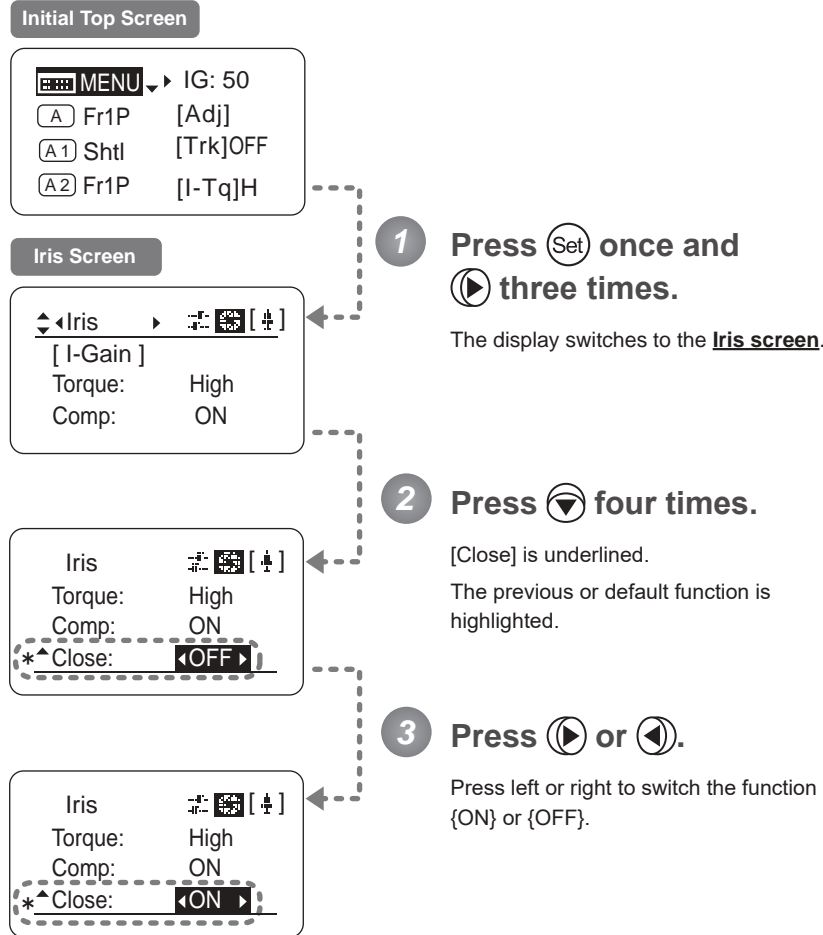 Initial Top Screen
MENU IG: 50
A Fr1P [Adj]
A1 Shtl [Trk]OFF
A2 Fr1P [I-Tq]H
1 Press Set once and
three times.
The display switches to the Iris screen.
Iris Screen
Iris [ ]
[ I-Gain ]
Torque: High
Comp: ON
2 Press four times.
[Close] is underlined.
The previous or default function is
highlighted.
Iris [ ]
Torque: High
Comp: ON
* Close: OFF
3 Press or .
Press left or right to switch the function
{ON} or {OFF}.
Iris [ ]
Torque: High
Comp: ON
* Close: ON